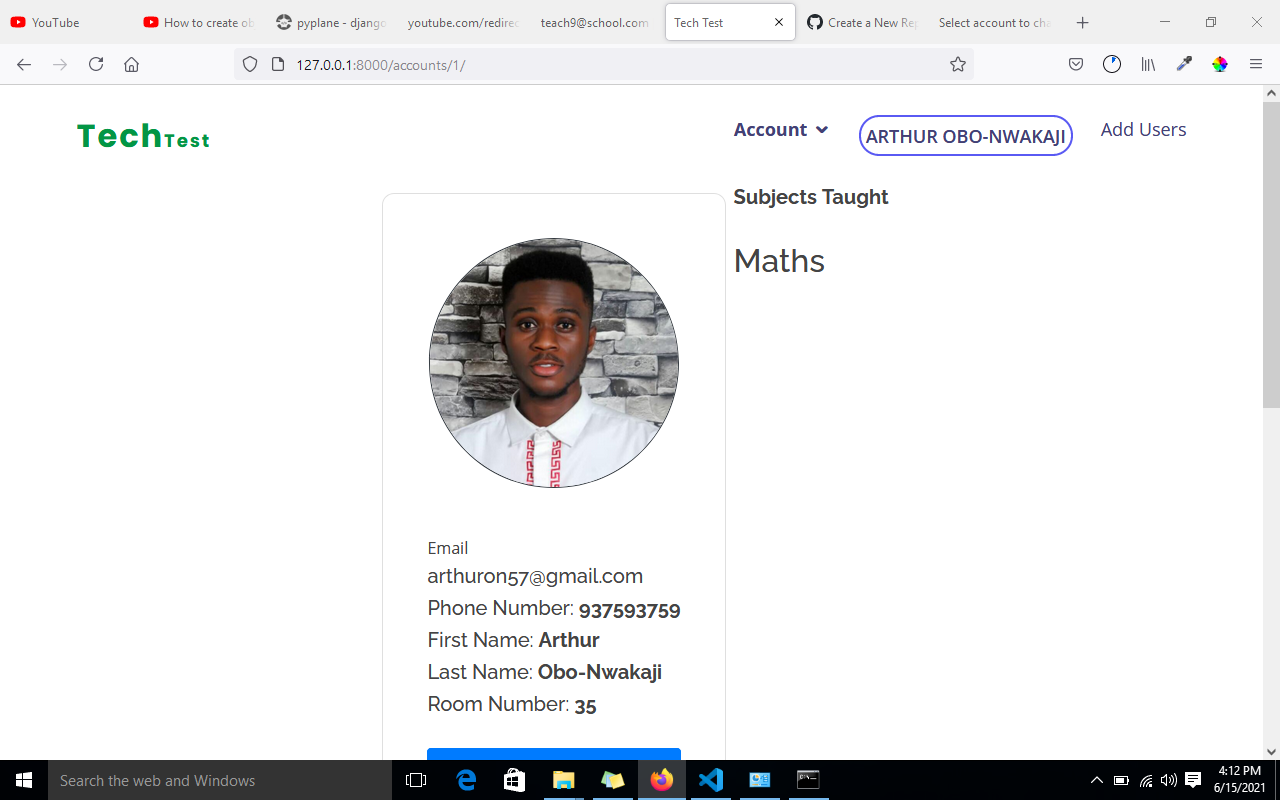 YouTube
How to create ob
pyplane - django
youtube.com/redirec
teach9@school.com
Tech Test
Create a New Rep
Select account to cha
127.0.0.1:8000/accounts/1/
TechTest
Account
ARTHUR OBO-NWAKAJI
Add Users
Subjects Taught
Maths
Email
arthuron57@gmail.com
Phone Number: 937593759
First Name: Arthur
Last Name: Obo-Nwakaji
Room Number: 35
Search the web and Windows
4:12 PM
6/15/2021